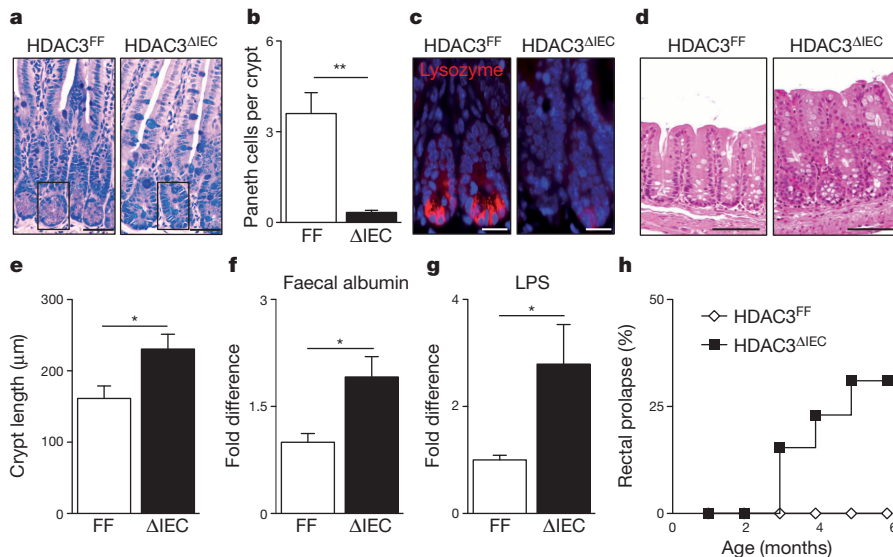 a
HDAC3FF HDAC3ΔIEC
b
Paneth cells per crypt
6
3
0
**
FF ΔIEC
c
HDAC3FF HDAC3ΔIEC
Lysozyme
d
HDAC3FF HDAC3ΔIEC
e
Crypt length (μm)
300
200
100
0
*
FF ΔIEC
f
Faecal albumin
Fold difference
3
1.5
0
*
FF ΔIEC
g
LPS
Fold difference
4
2
0
*
FF ΔIEC
h
Rectal prolapse (%)
50
25
0
HDAC3FF
HDAC3ΔIEC
0 2 4 6
Age (months)